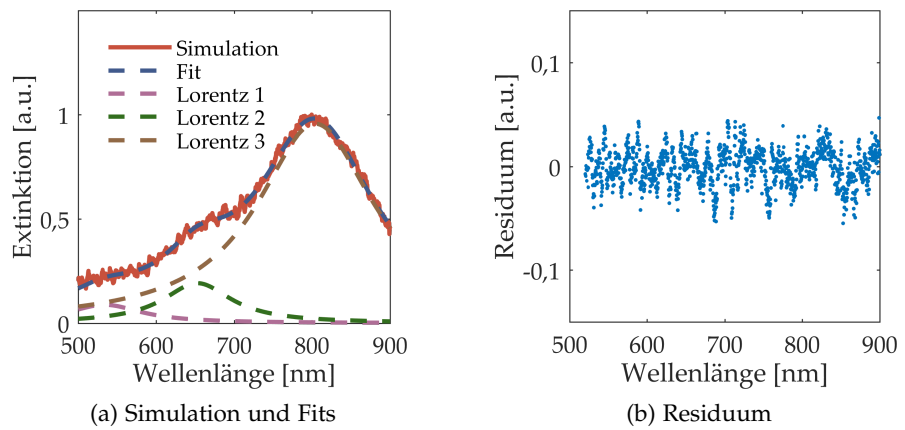 Simulation
Fit
Lorentz 1
Lorentz 2
Lorentz 3
Extinktion [a.u.]
1
0,5
0
500 600 700 800 900
Wellenlänge [nm]
(a) Simulation und Fits
Residuum [a.u.]
0,1
0
-0,1
500 600 700 800 900
Wellenlänge [nm]
(b) Residuum